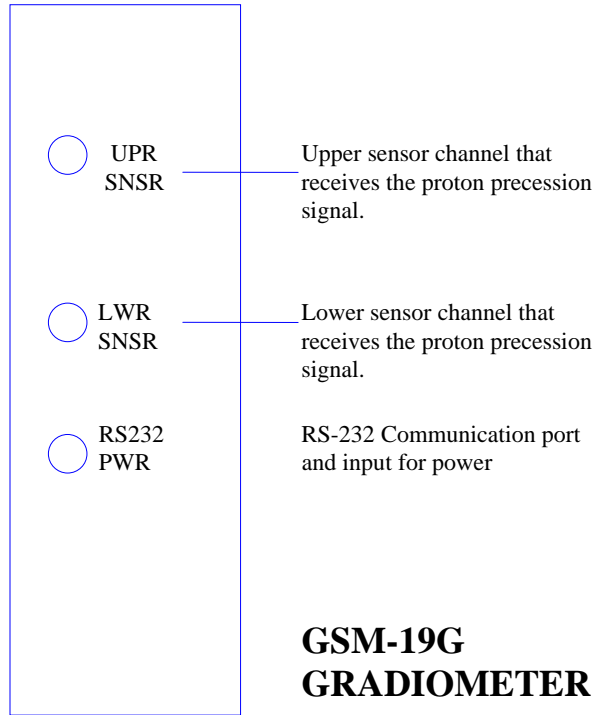 UPR
SNSR
Upper sensor channel that
receives the proton precession
signal.
LWR
SNSR
Lower sensor channel that
receives the proton precession
signal.
RS232
PWR
RS-232 Communication port
and input for power
GSM-19G
GRADIOMETER